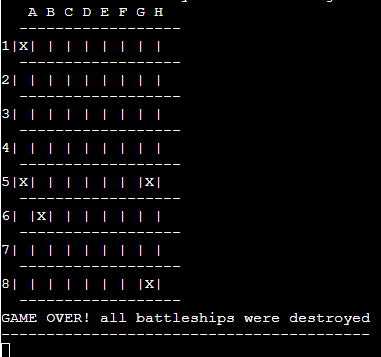 A B C D E F G H
------------------
1|X| | | | | | | |
------------------
2| | | | | | | | |
------------------
3| | | | | | | | |
------------------
4| | | | | | | | |
------------------
5|X| | | | | | |X|
------------------
6| |X| | | | | | |
------------------
7| | | | | | | | |
------------------
8| | | | | | | |X|
------------------
GAME OVER! all battleships were destroyed
-----------------------------------------